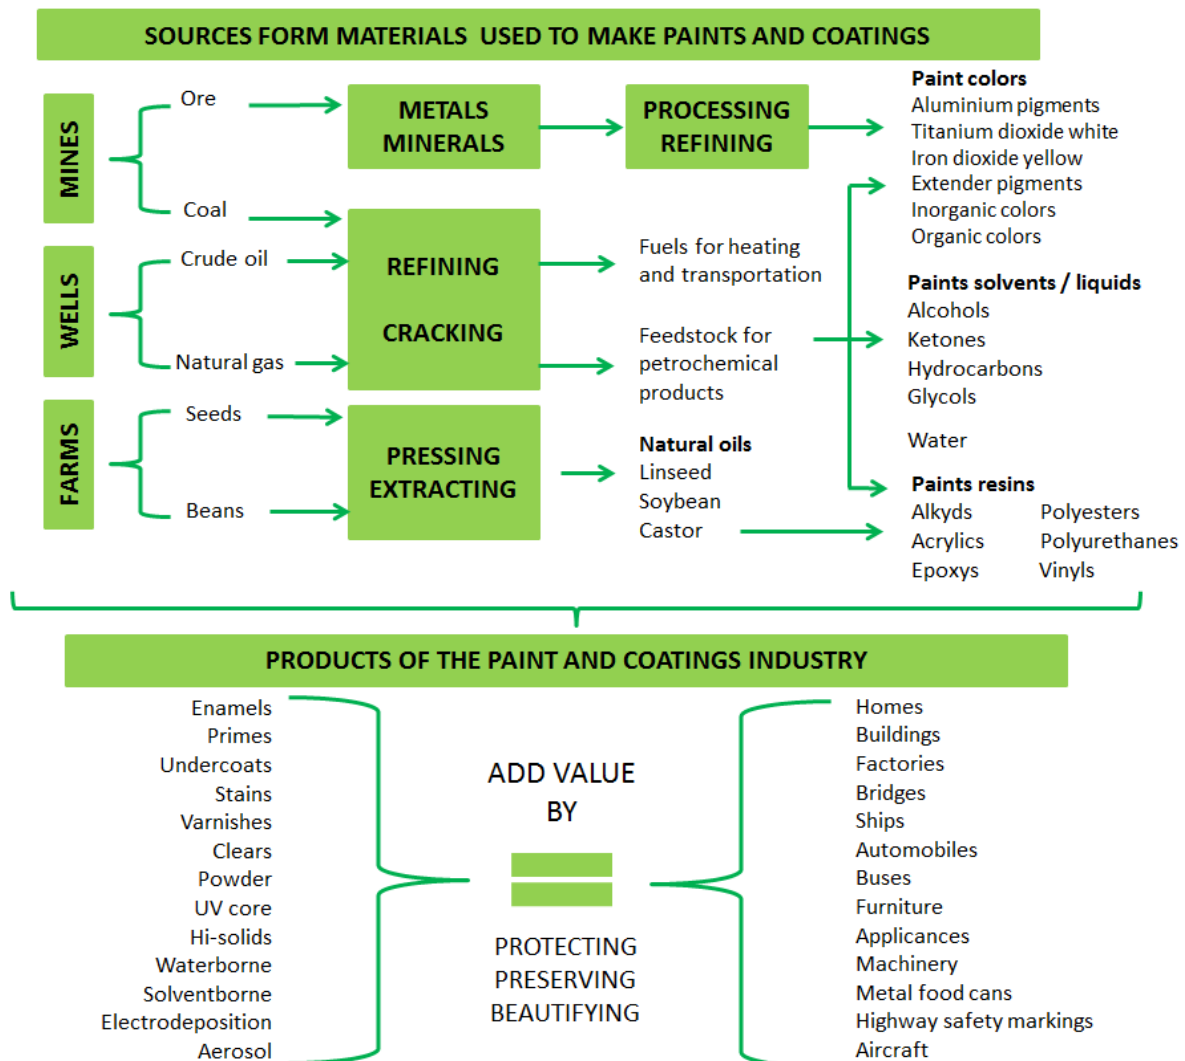 SOURCES FORM MATERIALS USED TO MAKE PAINTS AND COATINGS
MINES
Ore
Coal
METALS
MINERALS
PROCESSING
REFINING
Paint colors
Aluminium pigments
Titanium dioxide white
Iron dioxide yellow
Extender pigments
Inorganic colors
Organic colors
WELLS
Crude oil
Natural gas
REFINING
CRACKING
Fuels for heating
and transportation
Feedstock for
petrochemical
products
Paints solvents / liquids
Alcohols
Ketones
Hydrocarbons
Glycols
Water
FARMS
Seeds
Beans
PRESSING
EXTRACTING
Natural oils
Linseed
Soybean
Castor
Paints resins
Alkyds Polyesters
Acrylics Polyurethanes
Epoxys Vinyls
PRODUCTS OF THE PAINT AND COATINGS INDUSTRY
Enamels
Primes
Undercoats
Stains
Varnishes
Clears
Powder
UV core
Hi-solids
Waterborne
Solventborne
Electrodeposition
Aerosol
ADD VALUE
BY
PROTECTING
PRESERVING
BEAUTIFYING
Homes
Buildings
Factories
Bridges
Ships
Automobiles
Buses
Furniture
Applicances
Machinery
Metal food cans
Highway safety markings
Aircraft